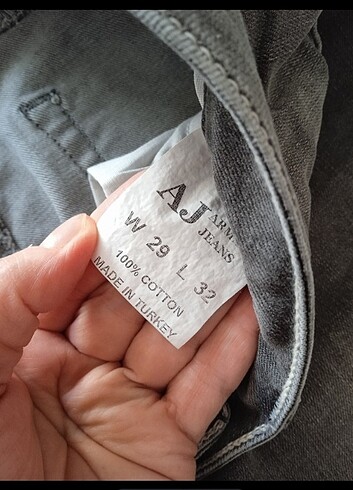 AJ ARM
JEANS
W 29 L 32
100% COTTON
MADE IN TURKEY